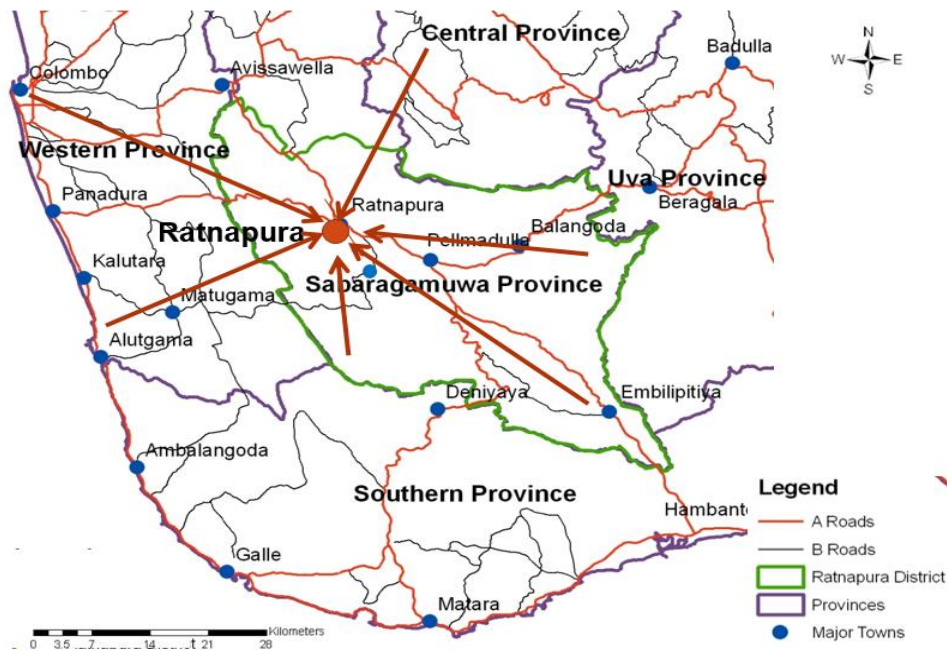 Central Province
N
Badulla
W E
S
Colombo
Avissawella
Western Province
Uva Province
Beragala
Panadura
Ratnapura
Ratnapura
Balangoda
Pellmadulla
Kalutara
Sabaragamuwa Province
Matugama
Alutgama
Deniyaya
Embilipitiya
Ambalangoda
Southern Province
Legend
Hambant
A Roads
B Roads
Galle
Ratnapura District
Provinces
Matara
Major Towns
Kilometers
0 3.5 7 14 21 28